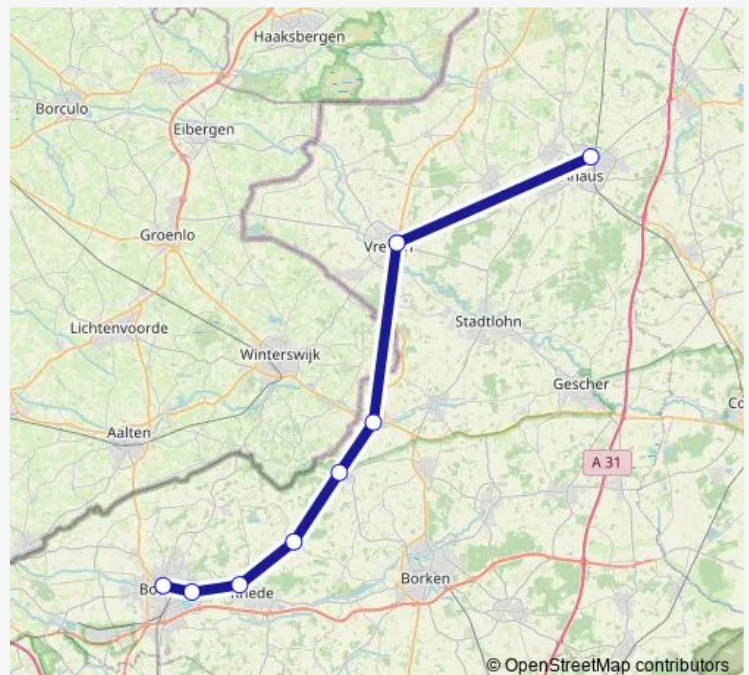 Haaksbergen
Borculo
Eibergen
Groenlo
Stadtlohn
Lichtenvoorde
Winterswijk
Gescher
Aalten
A 31
Borken
© OpenStreetMap contributors